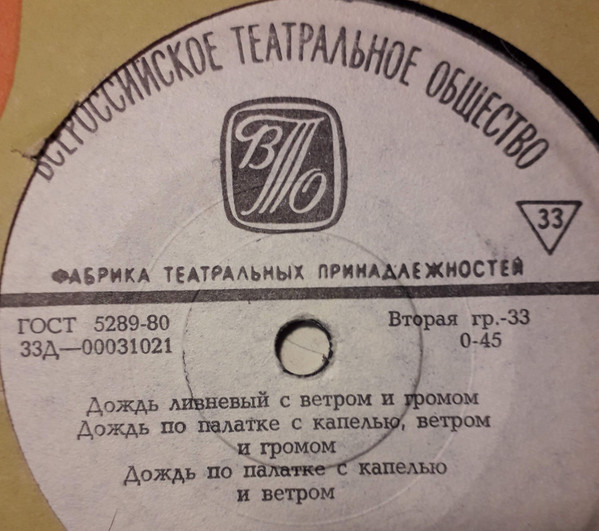 ВСЕРОССИЙСКОЕ ТЕАТРАЛЬНОЕ ОБЩЕСТВО
ВТО
33
ФАБРИКА ТЕАТРАЛЬНЫХ ПРИНАДЛЕЖНОСТЕЙ
ГОСТ 5289-80
33Д—00031021
Вторая гр.-33
0-45
Дождь ливневый с ветром и громом
Дождь по палатке с капелью, ветром
и громом
Дождь по палатке с капелью
и ветром